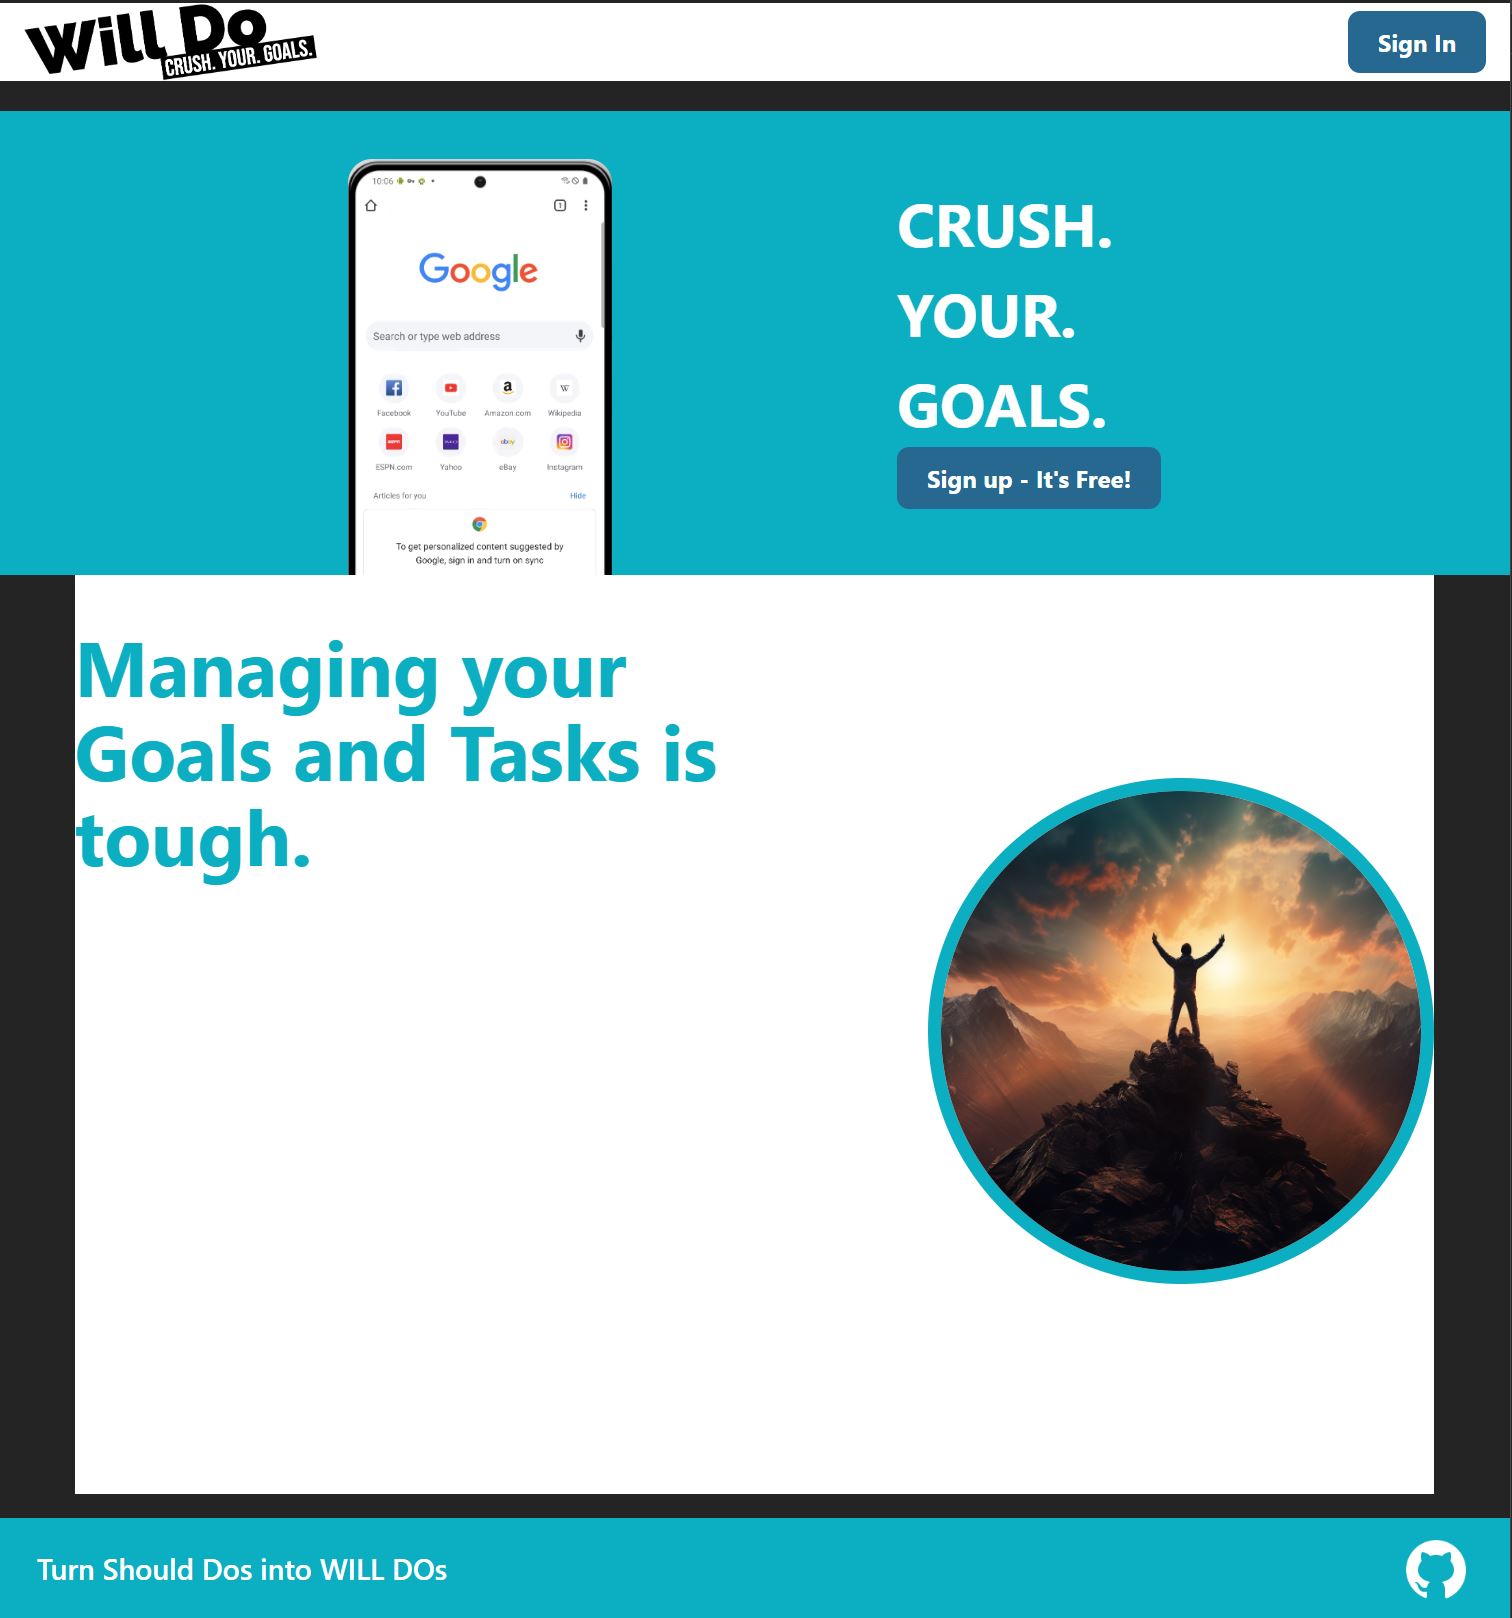 Will Do
CRUSH. YOUR. GOALS.
Sign In
10:06
1
Google
Search or type web address
f
a
W
Facebook
YouTube
Amazon.com
Wikipedia
ESPN
ebay
ESPN.com
Yahoo
eBay
Instagram
Articles for you
Hide
To get personalized content suggested by
Google, sign in and turn on sync
CRUSH.
YOUR.
GOALS.
Sign up - It's Free!
Managing your
Goals and Tasks is
tough.
Turn Should Dos into WILL DOs